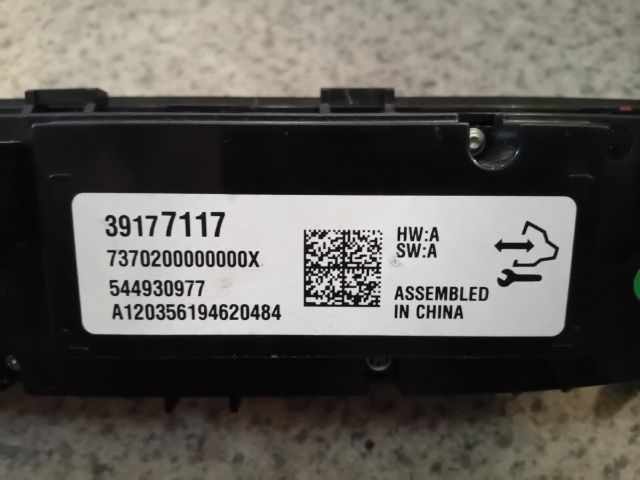 39177117
7370200000000X
544930977
A120356194620484
HW:A
SW:A
ASSEMBLED
IN CHINA